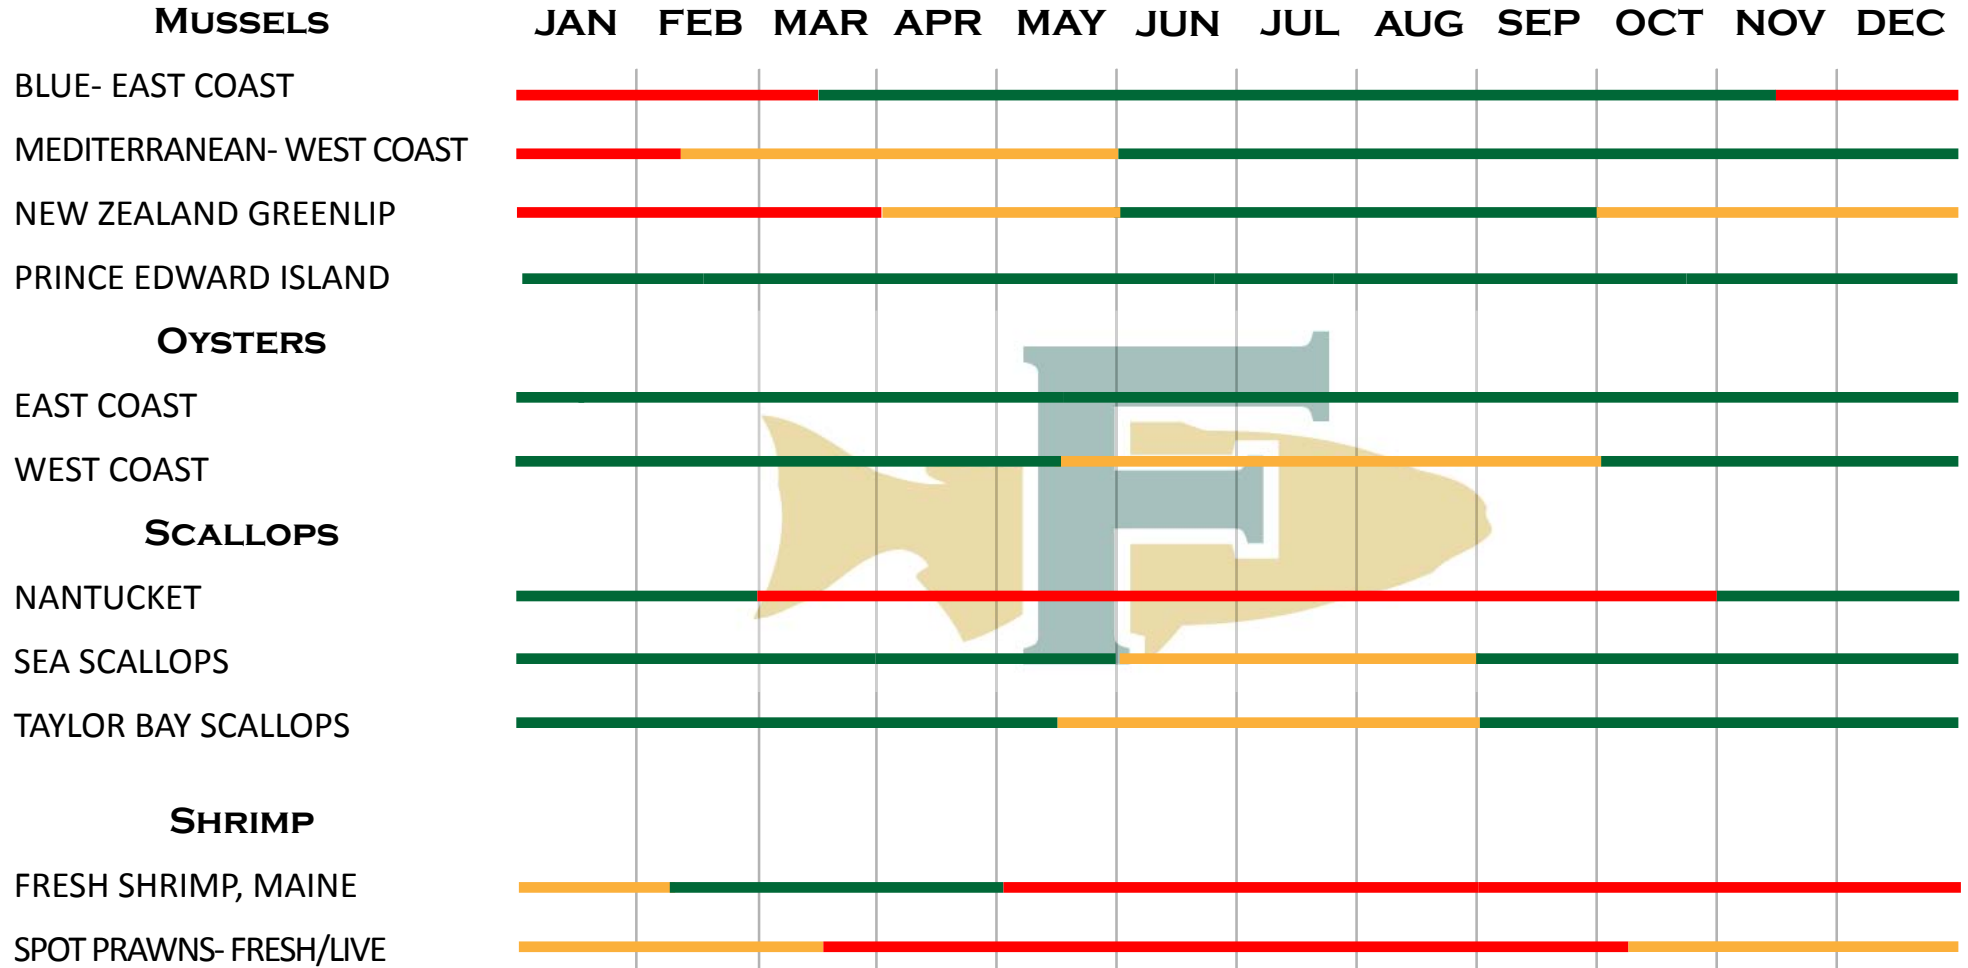 MUSSELS JAN FEB MAR APR MAY JUN JUL AUG SEP OCT NOV DEC
BLUE- EAST COAST
MEDITERRANEAN- WEST COAST
NEW ZEALAND GREENLIP
PRINCE EDWARD ISLAND
OYSTERS
EAST COAST
WEST COAST
SCALLOPS
NANTUCKET
SEA SCALLOPS
TAYLOR BAY SCALLOPS
SHRIMP
FRESH SHRIMP, MAINE
SPOT PRAWNS- FRESH/LIVE
F